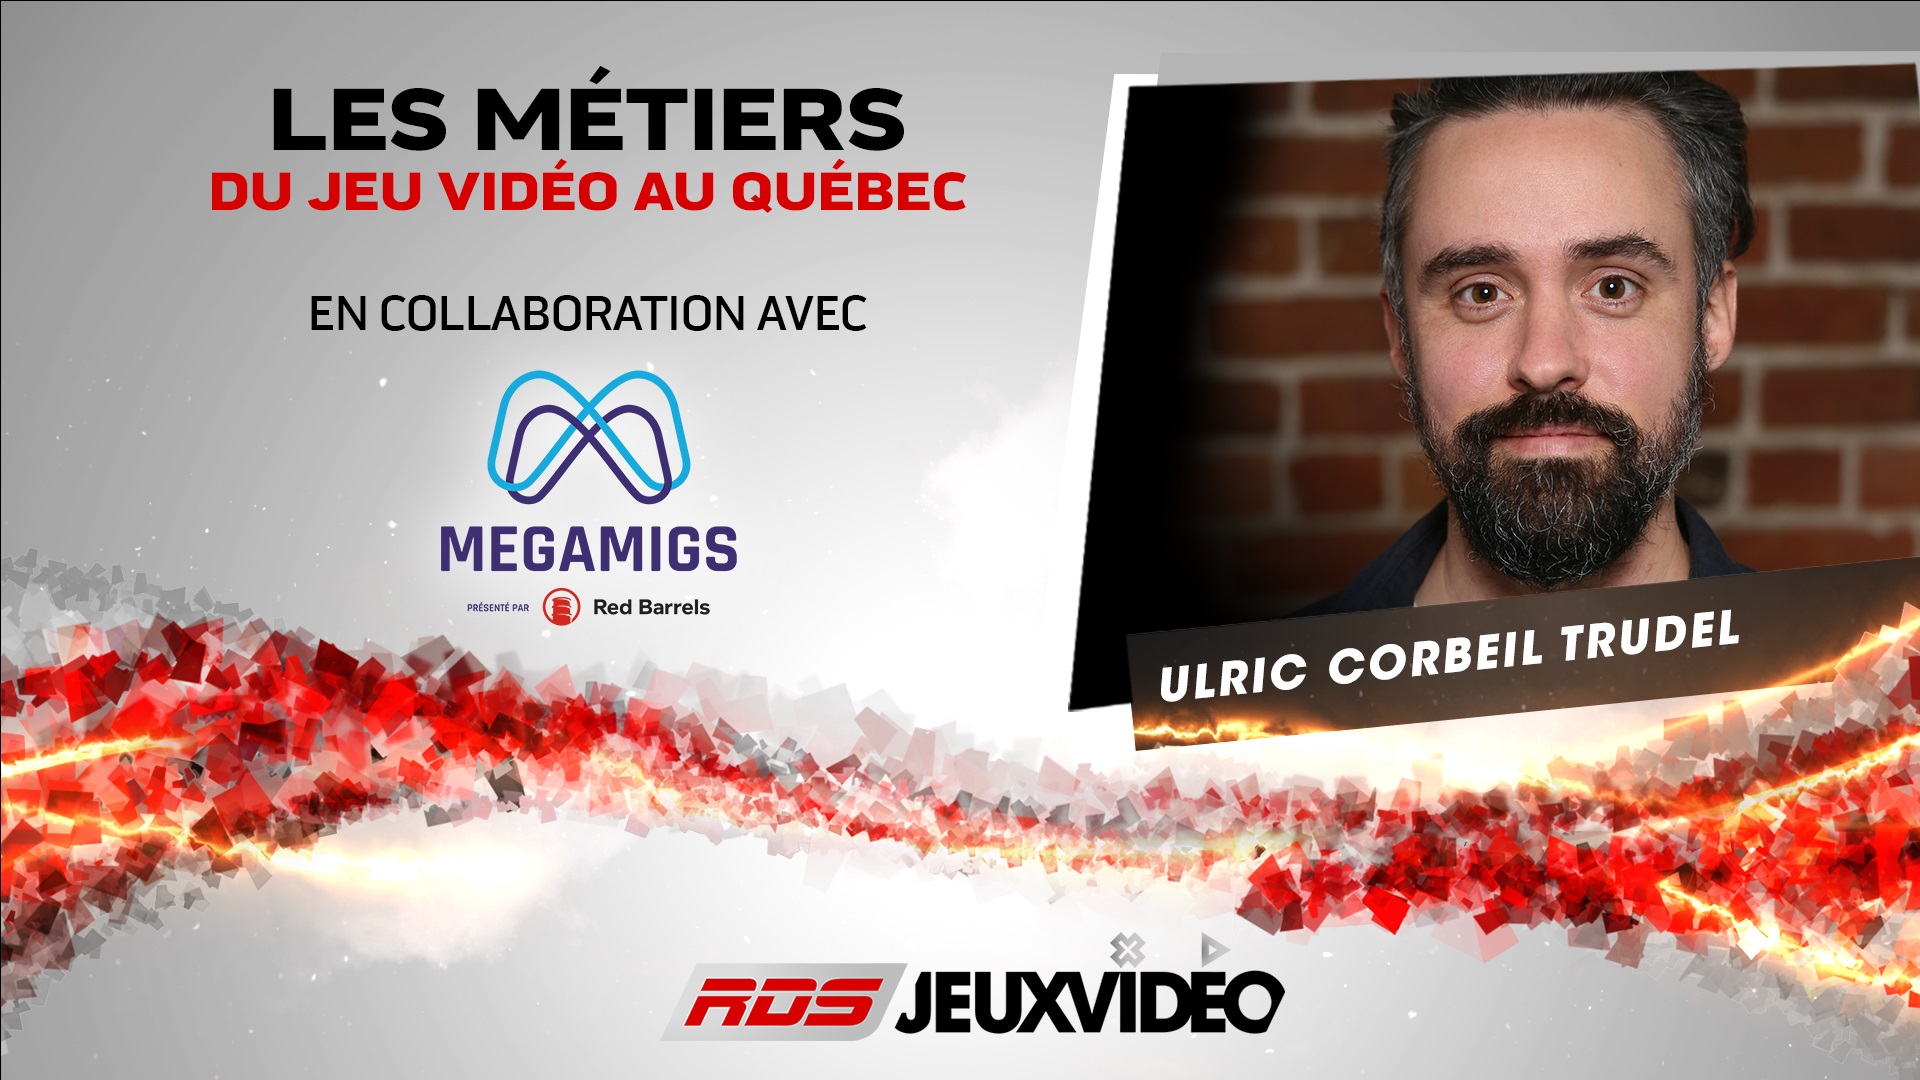 LES MÉTIERS
DU JEU VIDÉO AU QUÉBEC
EN COLLABORATION AVEC
MEGAMIGS
PRÉSENTÉ PAR Red Barrels
ULRIC CORBEIL TRUDEL
RDS JEUXVIDÉO